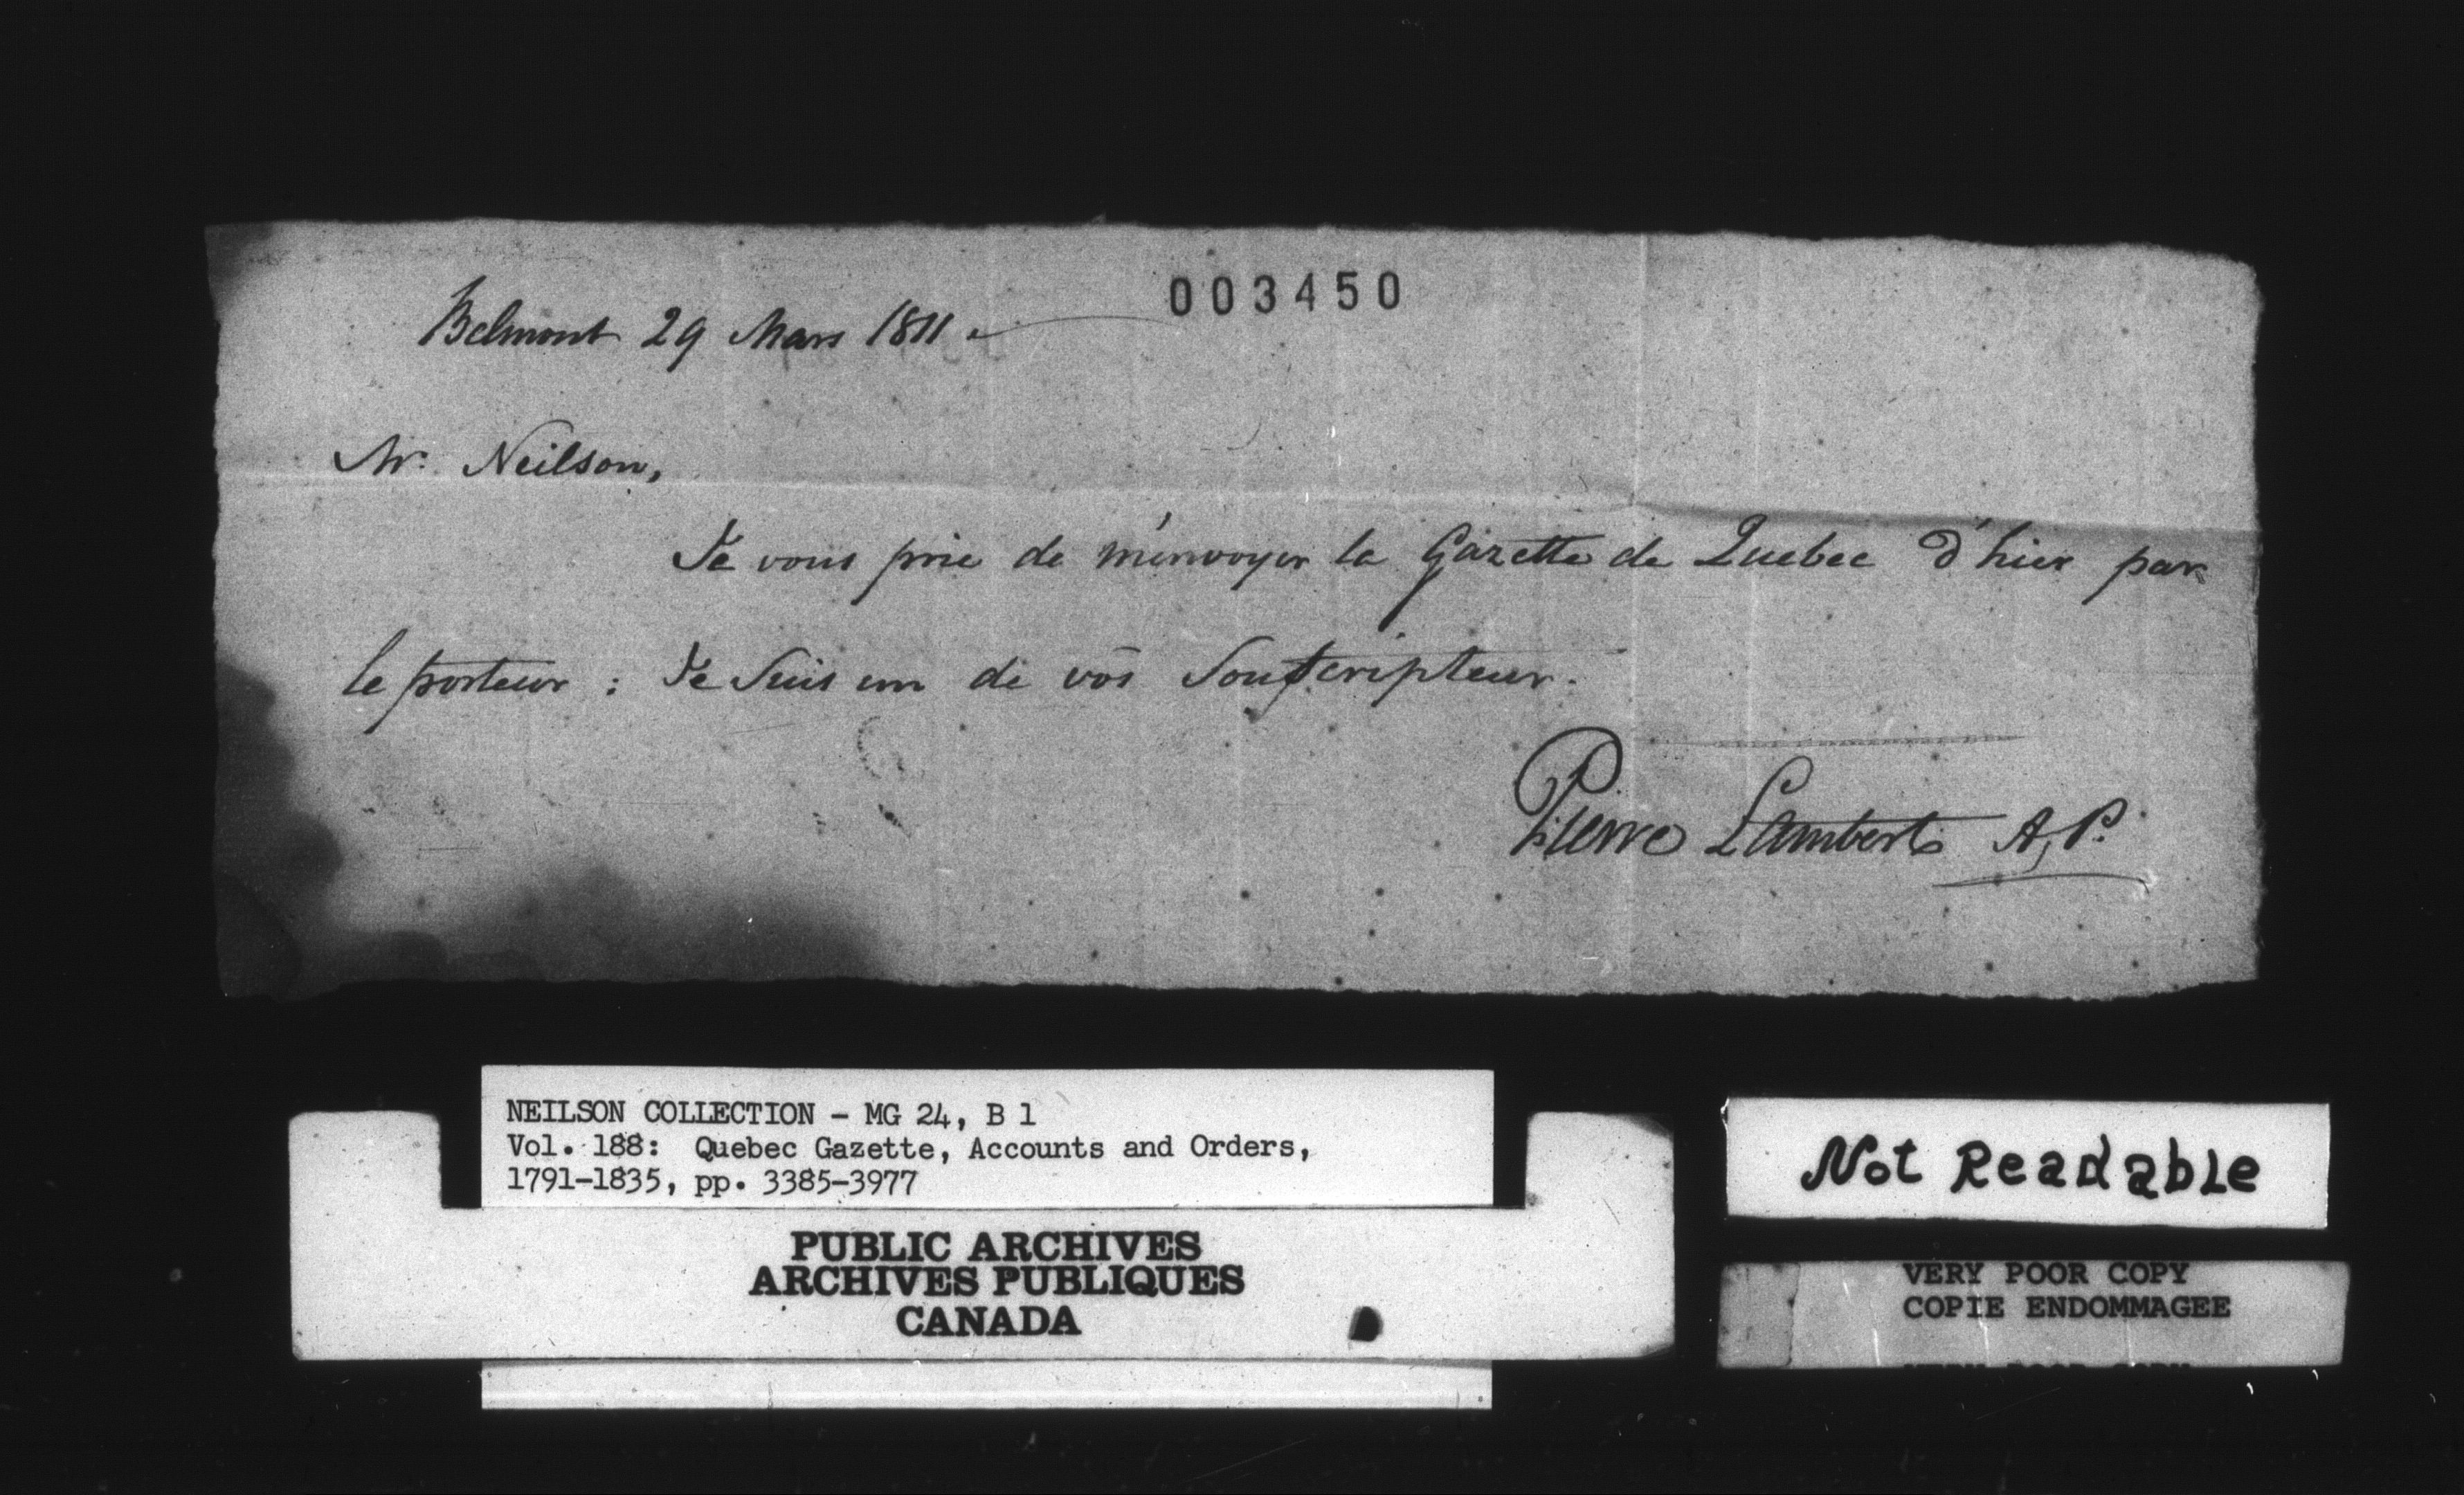 003450
Belmont 29 Mars 1811
Mr. Neilson,
Je vous prie de m'envoyer la Gazette de Quebec d'hier par
le porteur : Je suis un de vos Souscripteur.
Pierre Lambert A, P.
NEILSON COLLECTION - MG 24, B 1
Vol. 188: Quebec Gazette, Accounts and Orders,
1791-1835, pp. 3385-3977
PUBLIC ARCHIVES
ARCHIVES PUBLIQUES
CANADA
Not Readable
VERY POOR COPY
COPIE ENDOMMAGEE